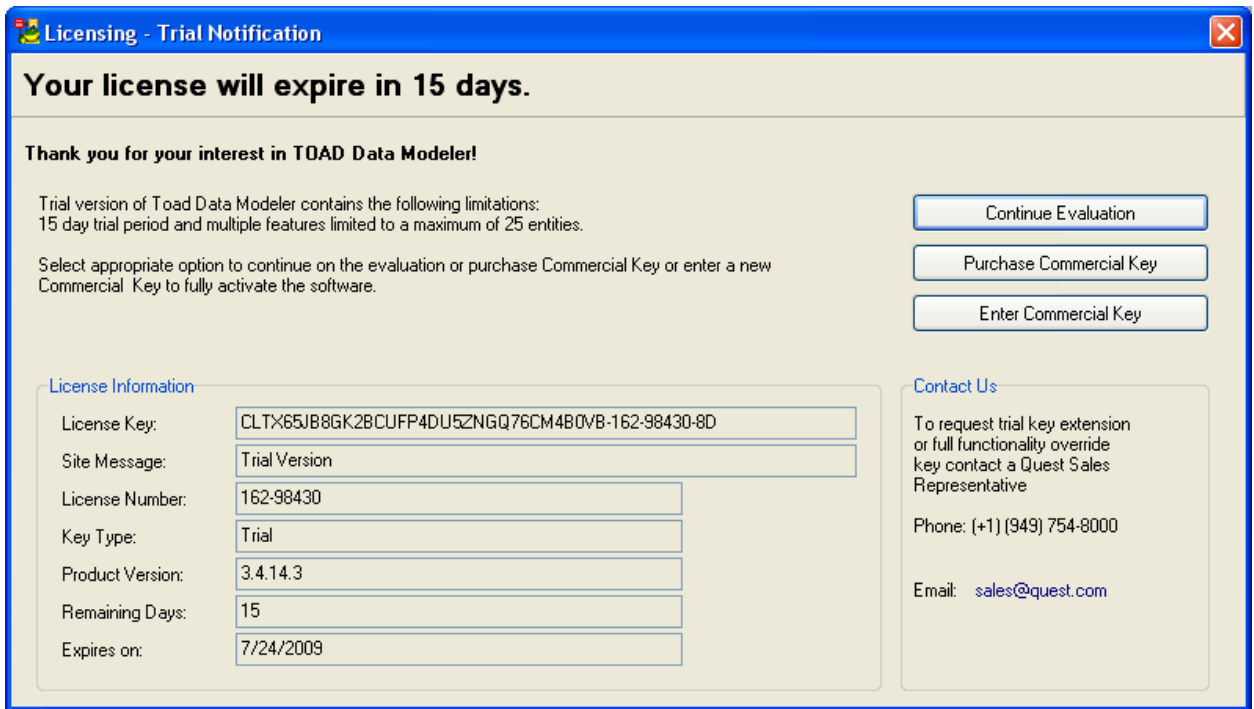 Licensing - Trial Notification
Your license will expire in 15 days.
Thank you for your interest in TOAD Data Modeler!
Trial version of Toad Data Modeler contains the following limitations:
15 day trial period and multiple features limited to a maximum of 25 entities.
Select appropriate option to continue on the evaluation or purchase Commercial Key or enter a new
Commercial Key to fully activate the software.
Continue Evaluation
Purchase Commercial Key
Enter Commercial Key
License Information
License Key: CLTX65JB8GK2BCUFP4DU5ZNGQ76CM4B0VB-162-98430-8D
Site Message: Trial Version
License Number: 162-98430
Key Type: Trial
Product Version: 3.4.14.3
Remaining Days: 15
Expires on: 7/24/2009
Contact Us
To request trial key extension
or full functionality override
key contact a Quest Sales
Representative
Phone: (+1) (949) 754-8000
Email: sales@quest.com